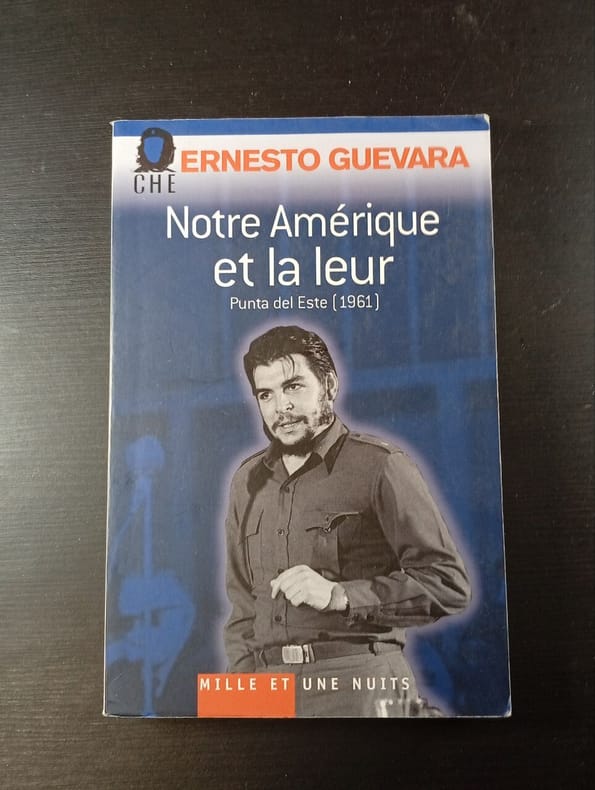 CHE
ERNESTO GUEVARA
Notre Amérique
et la leur
Punta del Este (1961)
MILLE ET UNE NUITS